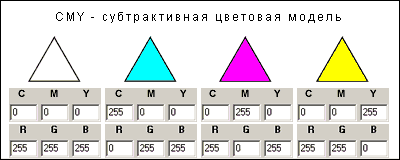 CMY - субтрактивная цветовая модель
C M Y C M Y C M Y C M Y
0 0 0 255 0 0 0 255 0 0 0 255
R G B R G B R G B R G B
255 255 255 0 255 255 255 0 255 255 255 0